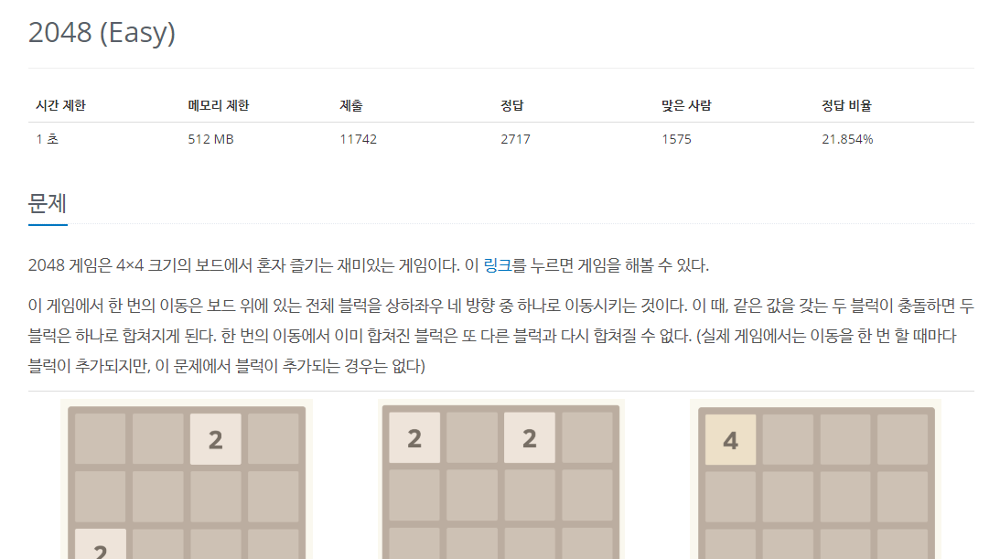 2048 (Easy)
시간 제한 메모리 제한 제출 정답 맞은 사람 정답 비율
1 초 512 MB 11742 2717 1575 21.854%
문제
2048 게임은 4×4 크기의 보드에서 혼자 즐기는 재미있는 게임이다. 이 링크를 누르면 게임을 해볼 수 있다.
이 게임에서 한 번의 이동은 보드 위에 있는 전체 블럭을 상하좌우 네 방향 중 하나로 이동시키는 것이다. 이 때, 같은 값을 갖는 두 블럭이 충돌하면 두
블럭은 하나로 합쳐지게 된다. 한 번의 이동에서 이미 합쳐진 블럭은 또 다른 블럭과 다시 합쳐질 수 없다. (실제 게임에서는 이동을 한 번 할 때마다
블럭이 추가되지만, 이 문제에서 블럭이 추가되는 경우는 없다)
2 2 2 4
2